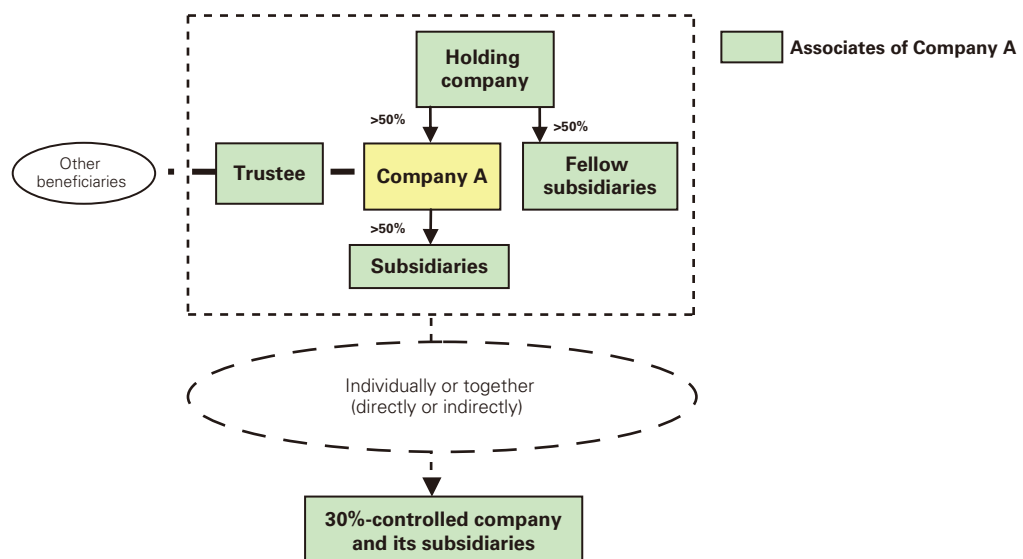 Holding
company
Associates of Company A
>50%
>50%
Other
beneficiaries
Trustee
Company A
Fellow
subsidiaries
>50%
Subsidiaries
Individually or together
(directly or indirectly)
30%-controlled company
and its subsidiaries